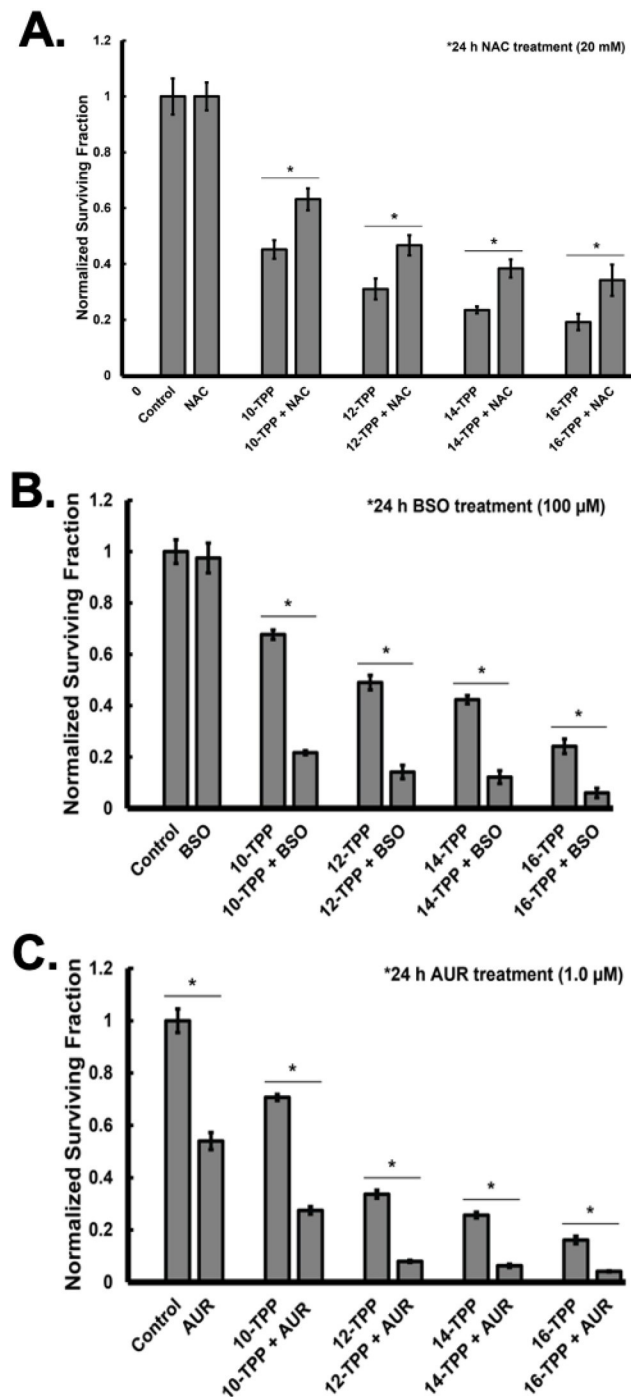 A.
*24 h NAC treatment (20 mM)
Normalized Surviving Fraction
1.2
1
0.8
0.6
0.4
0.2
0
*
*
*
*
0
Control
NAC
10-TPP
10-TPP + NAC
12-TPP
12-TPP + NAC
14-TPP
14-TPP + NAC
16-TPP
16-TPP + NAC
B.
*24 h BSO treatment (100 µM)
Normalized Surviving Fraction
1.2
1
0.8
0.6
0.4
0.2
0
*
*
*
*
Control
BSO
10-TPP
10-TPP + BSO
12-TPP
12-TPP + BSO
14-TPP
14-TPP + BSO
16-TPP
16-TPP + BSO
C.
*24 h AUR treatment (1.0 µM)
Normalized Surviving Fraction
1.2
1
0.8
0.6
0.4
0.2
0
*
*
*
*
*
Control
AUR
10-TPP
10-TPP + AUR
12-TPP
12-TPP + AUR
14-TPP
14-TPP + AUR
16-TPP
16-TPP + AUR